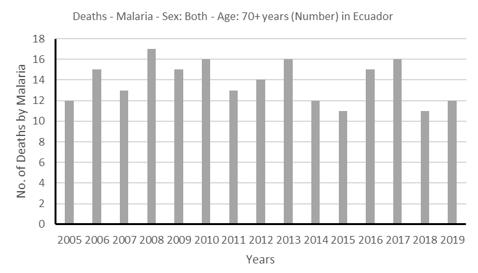 Deaths - Malaria - Sex: Both - Age: 70+ years (Number) in Ecuador
No. of Deaths by Malaria
18
16
14
12
10
8
6
4
2
0
2005 2006 2007 2008 2009 2010 2011 2012 2013 2014 2015 2016 2017 2018 2019
Years